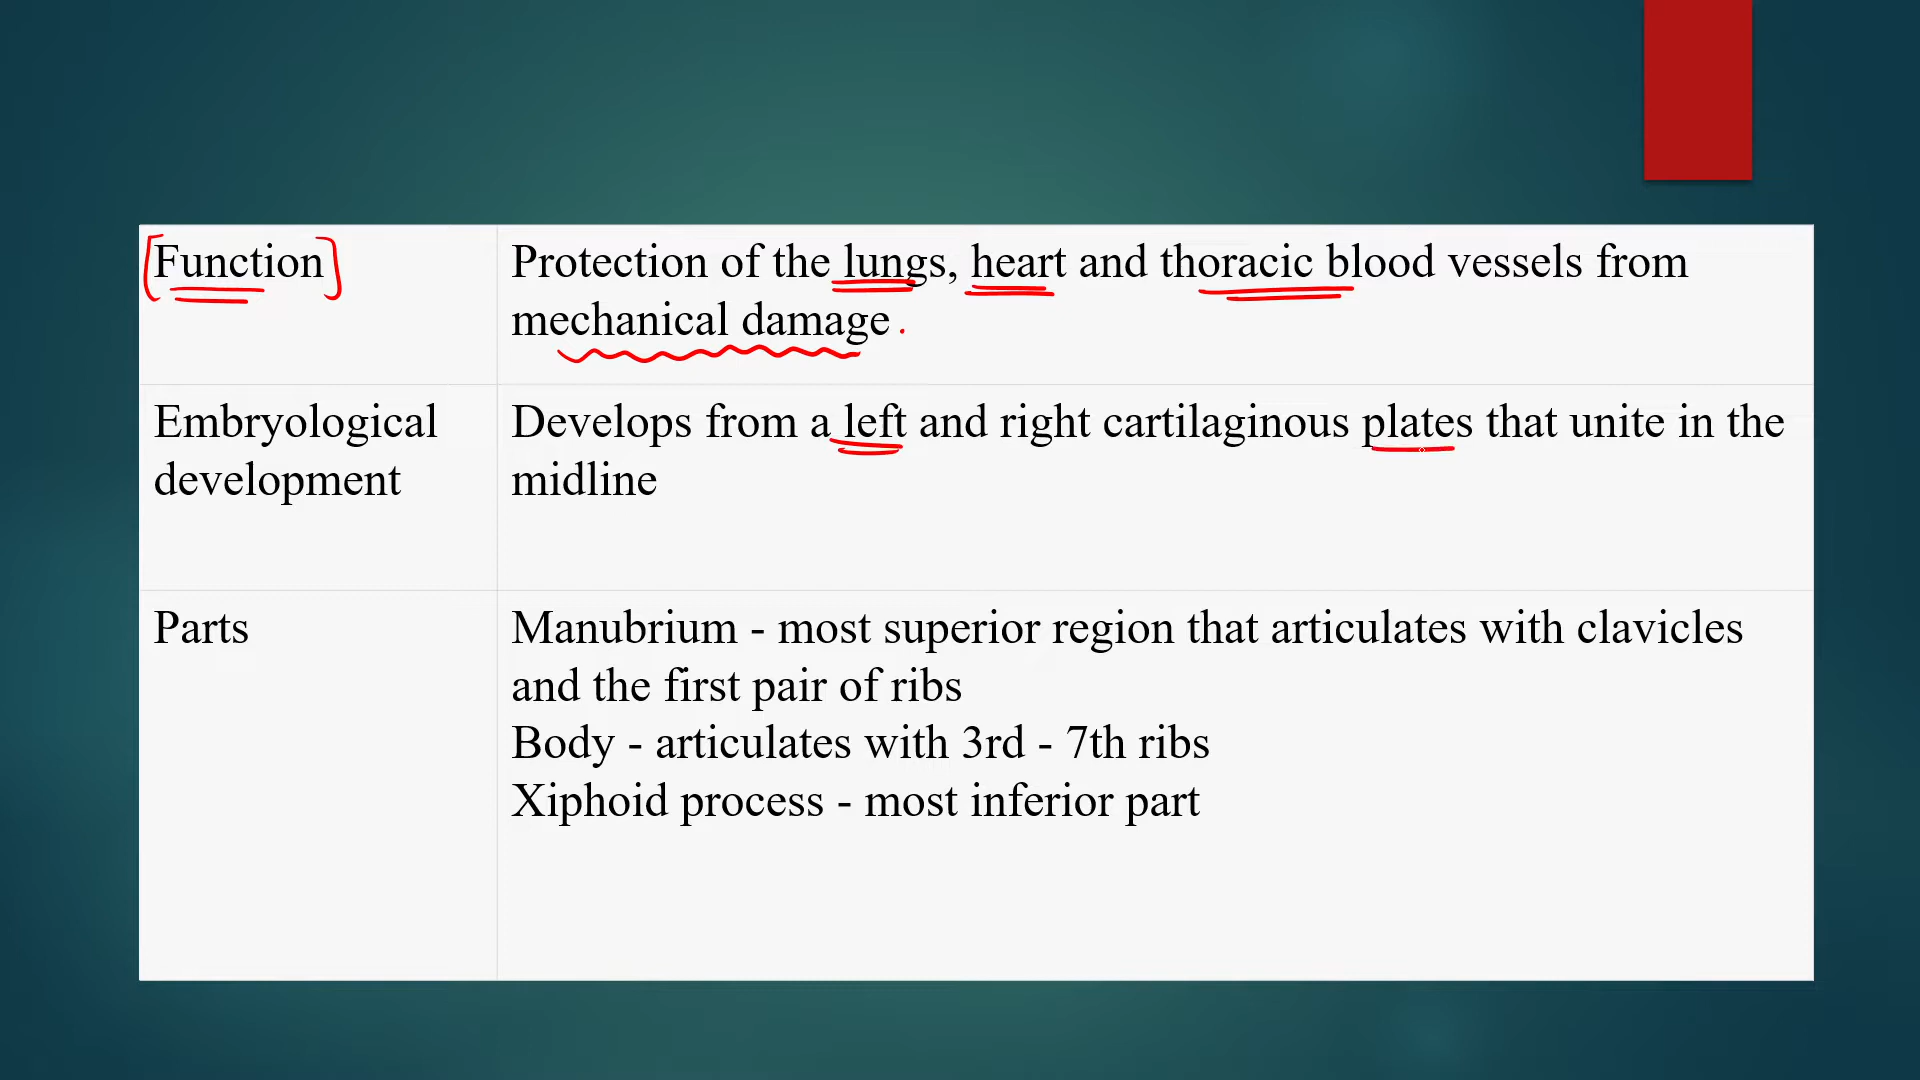 Function
Protection of the lungs, heart and thoracic blood vessels from
mechanical damage
Embryological
development
Develops from a left and right cartilaginous plates that unite in the
midline
Parts
Manubrium - most superior region that articulates with clavicles
and the first pair of ribs
Body - articulates with 3rd - 7th ribs
Xiphoid process - most inferior part